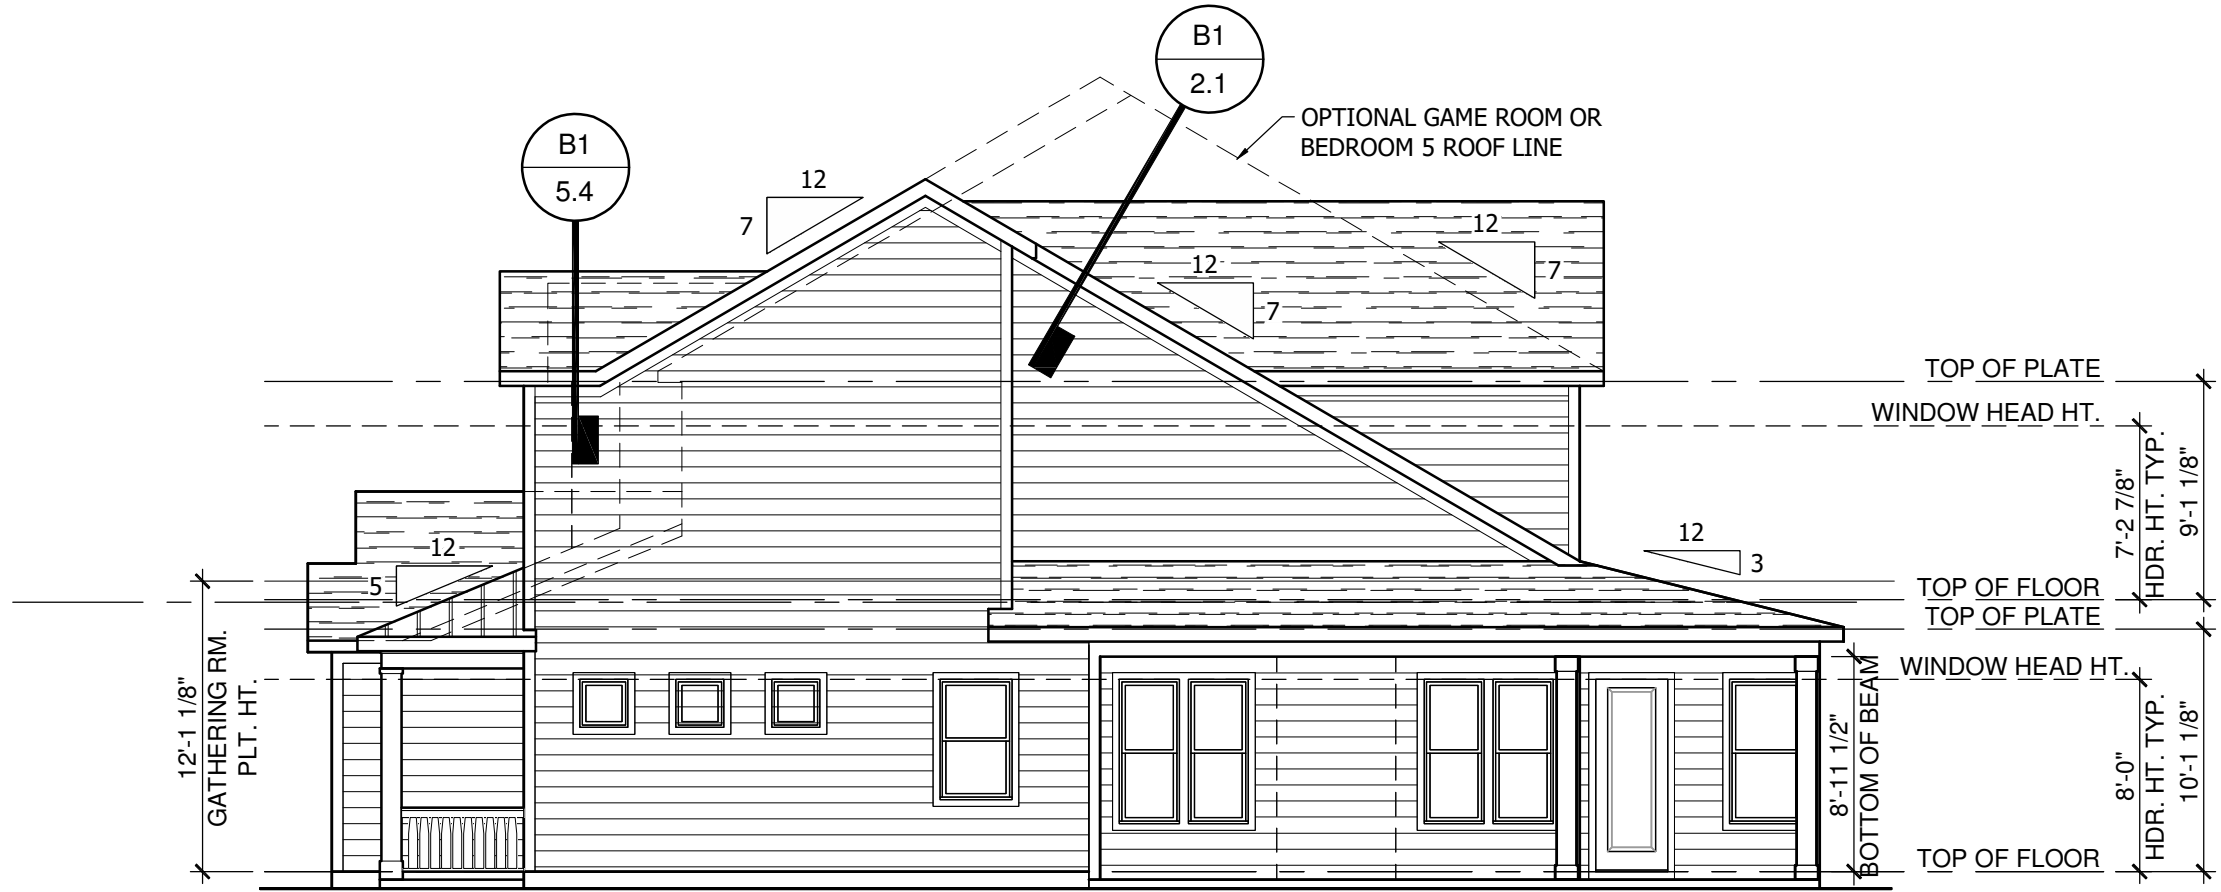 B1
2.1
B1
5.4
OPTIONAL GAME ROOM OR
BEDROOM 5 ROOF LINE
12
7
12
7
12
7
TOP OF PLATE
WINDOW HEAD HT.
7'-2 7/8"
HDR. HT. TYP.
9'-1 1/8"
12
3
12
5
TOP OF FLOOR
TOP OF PLATE
WINDOW HEAD HT.
12'-1 1/8"
GATHERING RM.
PLT. HT.
8'-11 1/2"
BOTTOM OF BEAM
8'-0"
HDR. HT. TYP.
10'-1 1/8"
TOP OF FLOOR